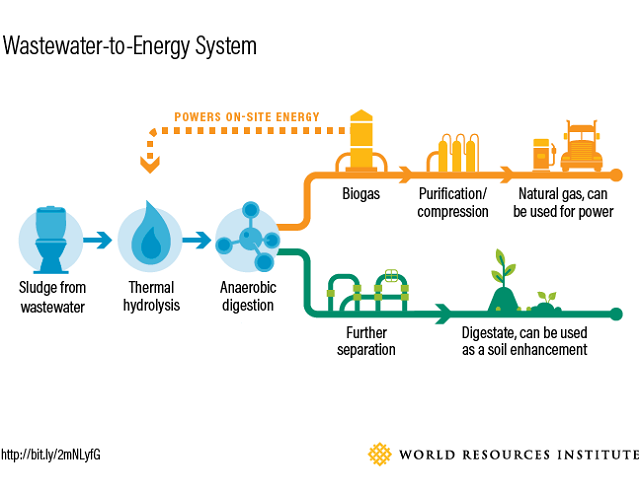 Wastewater-to-Energy System
POWERS ON-SITE ENERGY
Biogas
Purification/
compression
Natural gas, can
be used for power
Sludge from
wastewater
Thermal
hydrolysis
Anaerobic
digestion
Further
separation
Digestate, can be used
as a soil enhancement
http://bit.ly/2mNLyfG
WORLD RESOURCES INSTITUTE